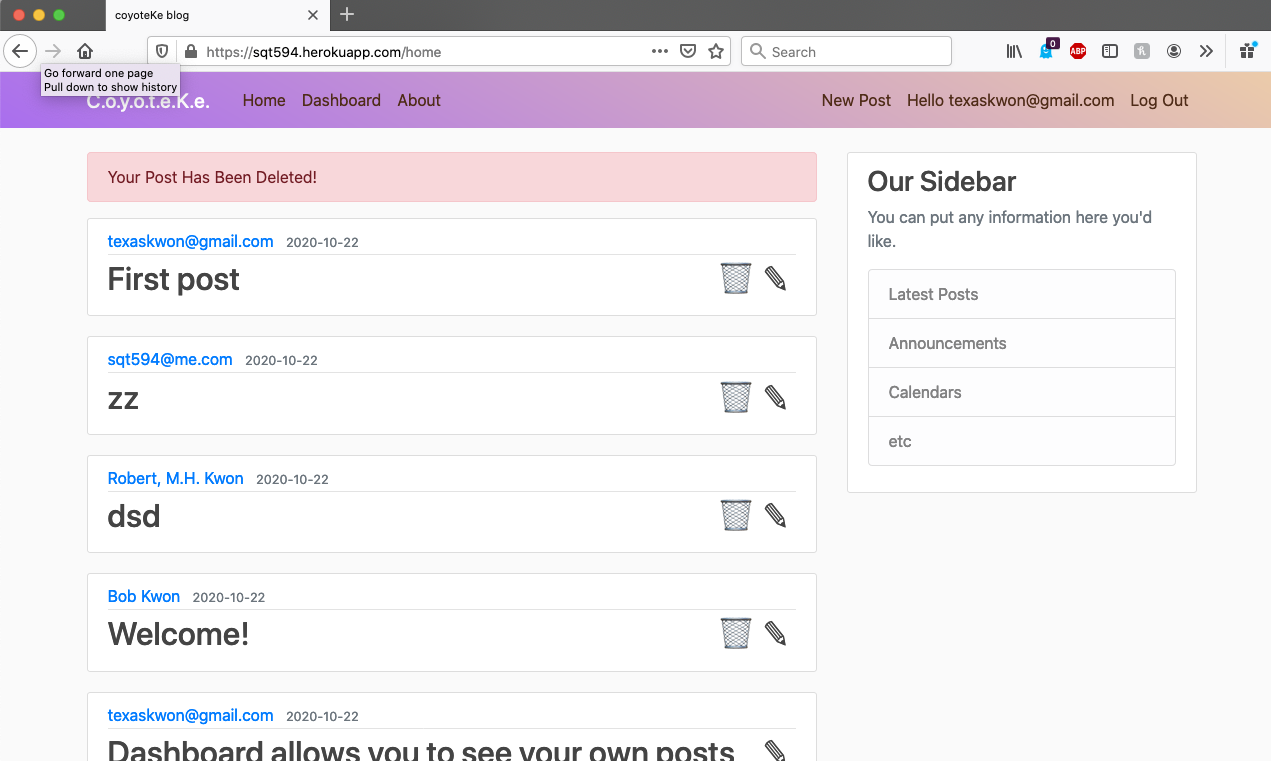 coyoteKe blog
https://sqt594.herokuapp.com/home
Search
0
ABP
Go forward one page
Pull down to show history
C.o.y.o.t.e.K.e.
Home
Dashboard
About
New Post
Hello texaskwon@gmail.com
Log Out
Your Post Has Been Deleted!
texaskwon@gmail.com 2020-10-22
First post
sqt594@me.com 2020-10-22
zz
Robert, M.H. Kwon 2020-10-22
dsd
Bob Kwon 2020-10-22
Welcome!
texaskwon@gmail.com 2020-10-22
Dashboard allows you to see your own posts
Our Sidebar
You can put any information here you'd
like.
Latest Posts
Announcements
Calendars
etc